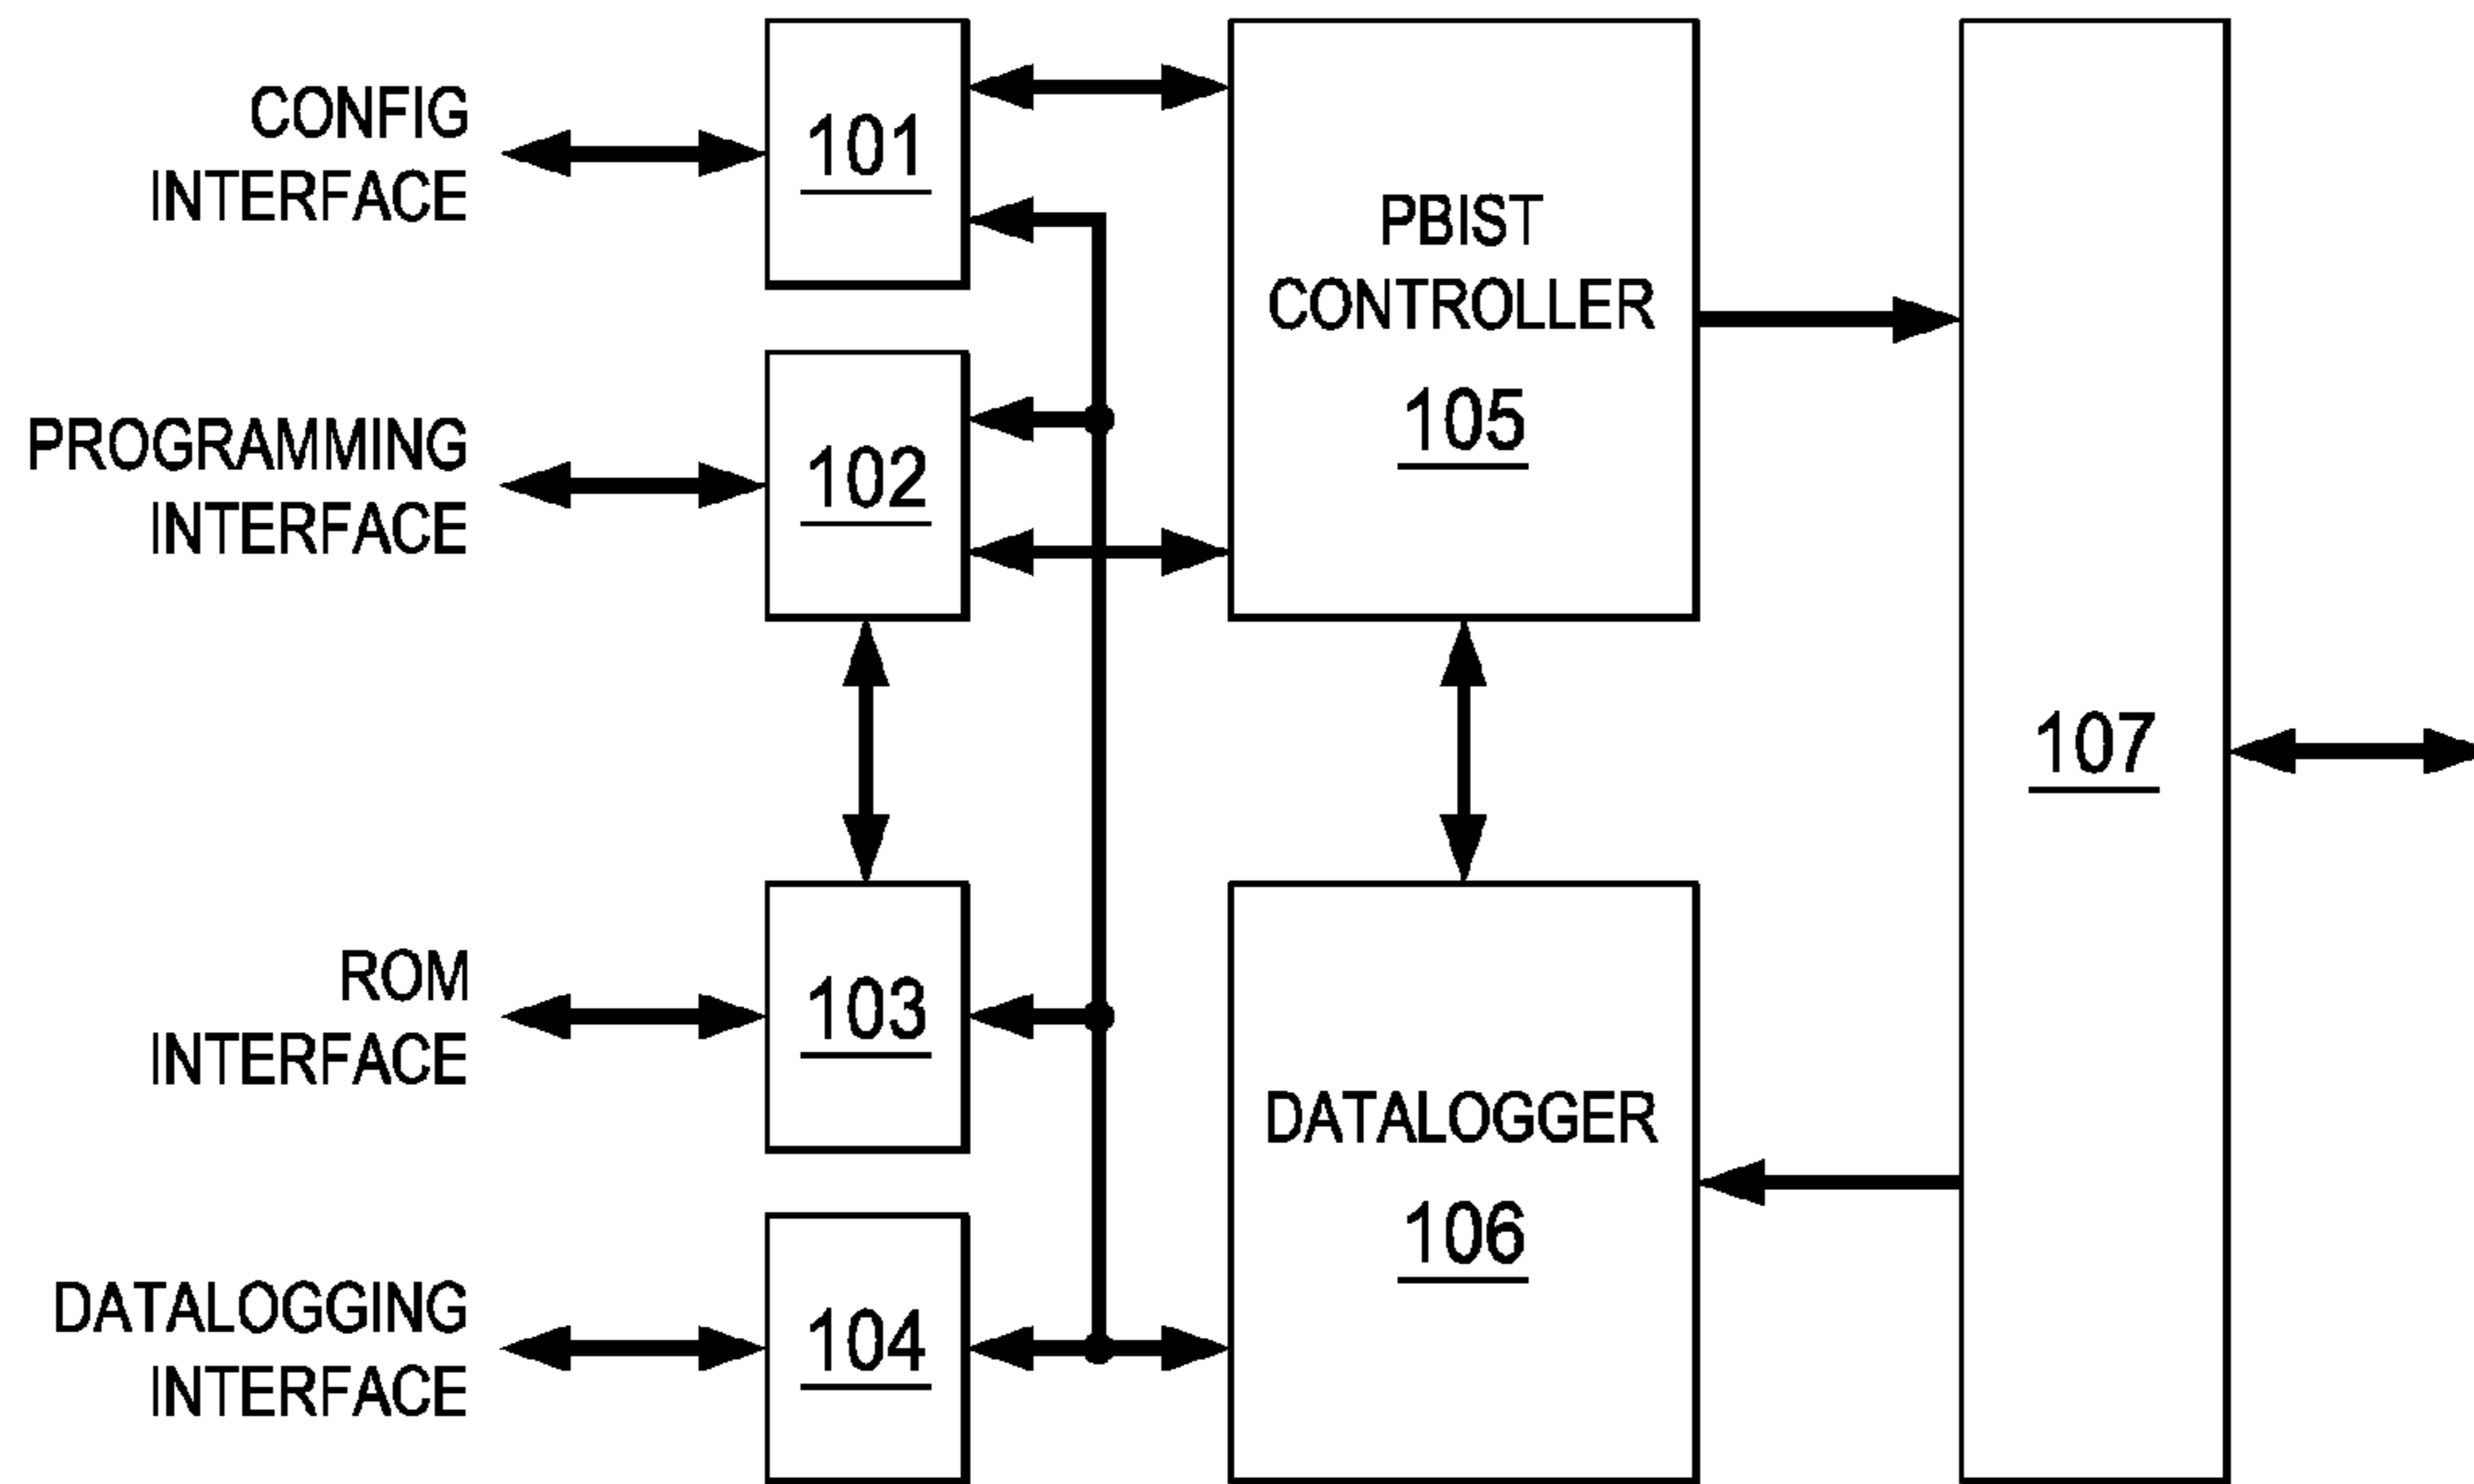 CONFIG
INTERFACE
101
PROGRAMMING
INTERFACE
102
ROM
INTERFACE
103
DATALOGGING
INTERFACE
104
PBIST
CONTROLLER
105
DATALOGGER
106
107